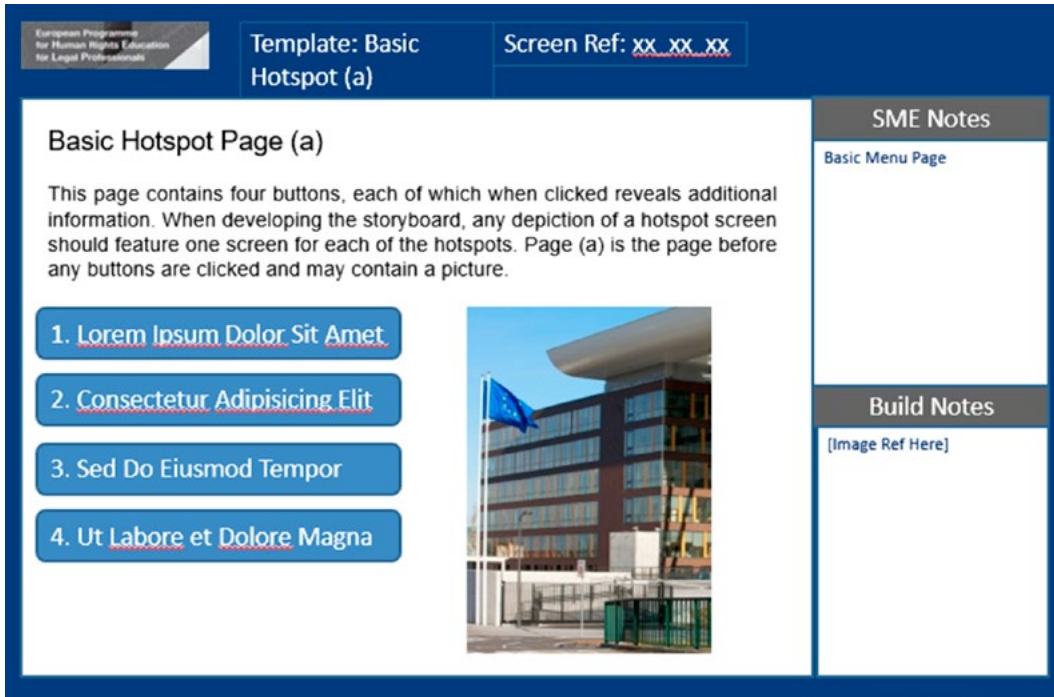 European Programme
for Human Rights Education
for Legal Professionals
Template: Basic
Hotspot (a)
Screen Ref: xx_xx_xx
Basic Hotspot Page (a)
This page contains four buttons, each of which when clicked reveals additional
information. When developing the storyboard, any depiction of a hotspot screen
should feature one screen for each of the hotspots. Page (a) is the page before
any buttons are clicked and may contain a picture.
1. Lorem Ipsum Dolor Sit Amet
2. Consectetur Adipisicing Elit
3. Sed Do Eiusmod Tempor
4. Ut Labore et Dolore Magna
SME Notes
Basic Menu Page
Build Notes
[Image Ref Here]